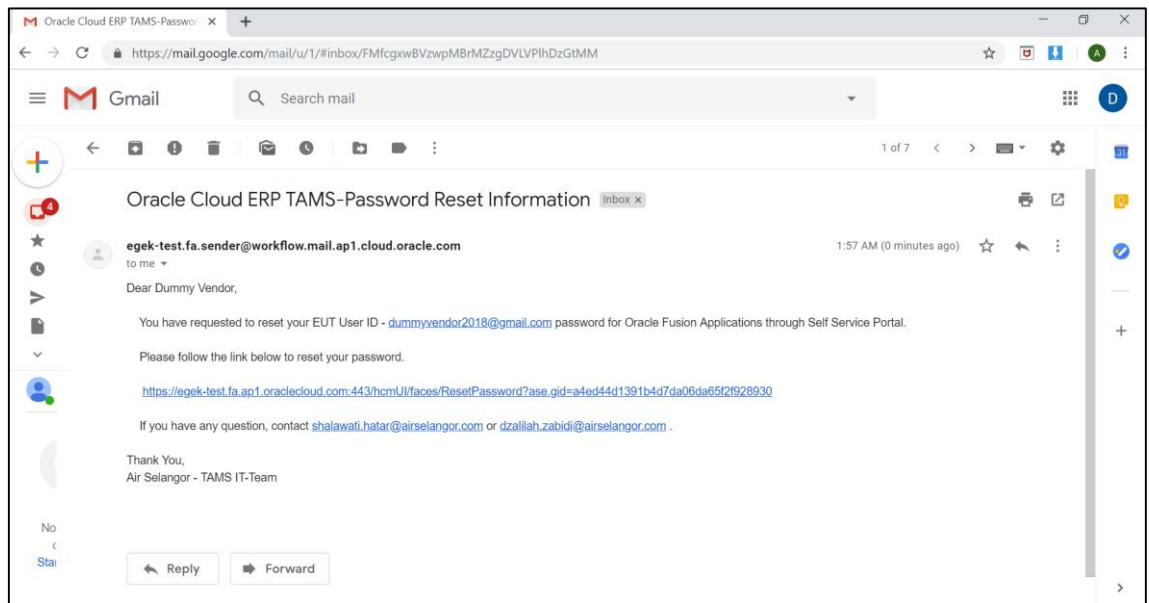 Oracle Cloud ERP TAMS-Passwor
https://mail.google.com/mail/u/1/#inbox/FMfcgxwBVzwpMBrMZzgDVLVPlhDzGtMM
A
Gmail
Search mail
D
1 of 7
31
4
Oracle Cloud ERP TAMS-Password Reset Information Inbox x
egek-test.fa.sender@workflow.mail.ap1.cloud.oracle.com 1:57 AM (0 minutes ago)
to me
Dear Dummy Vendor,
You have requested to reset your EUT User ID - dummyvendor2018@gmail.com password for Oracle Fusion Applications through Self Service Portal.
Please follow the link below to reset your password.
https://egek-test.fa.ap1.oraclecloud.com:443/hcmUI/faces/ResetPassword?ase.gid=a4ed44d1391b4d7da06da65f2f928930
If you have any question, contact shalawati.hatar@airselangor.com or dzalilah.zabidi@airselangor.com .
Thank You,
Air Selangor - TAMS IT-Team
No
c
Star
Reply Forward